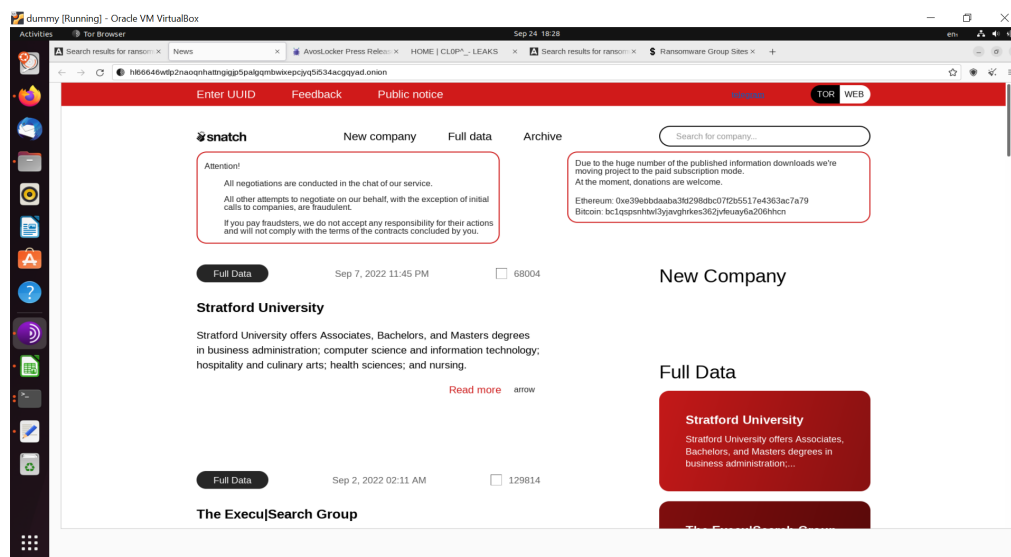 dummy [Running] - Oracle VM VirtualBox
Activities
Tor Browser
Sep 24 18:28
en
Search results for ransom
News
AvosLocker Press Releas
HOME | CL0P^_- LEAKS
Search results for ransom
Ransomware Group Sites
hl66646wtlp2naoqnhattngigjp5palgqmbwixepcjyq5i534acgqyad.onion
Enter UUID
Feedback
Public notice
TOR
WEB
snatch
New company
Full data
Archive
Search for company...
Attention!
All negotiations are conducted in the chat of our service.
All other attempts to negotiate on our behalf, with the exception of initial
calls to companies, are fraudulent.
If you pay fraudsters, we do not accept any responsibility for their actions
and will not comply with the terms of the contracts concluded by you.
Due to the huge number of the published information downloads we're
moving project to the paid subscription mode.
At the moment, donations are welcome.
Ethereum: 0xe39ebbdaaba3fd298dbc07f2b5517e4363ac7a79
Bitcoin: bc1qspsnhtwl3yjavghrkes362jvfeuay6a206hhcn
Full Data
Sep 7, 2022 11:45 PM
68004
Stratford University
Stratford University offers Associates, Bachelors, and Masters degrees
in business administration; computer science and information technology;
hospitality and culinary arts; health sciences; and nursing.
Read more
arrow
Full Data
Sep 2, 2022 02:11 AM
129814
The Execu|Search Group
New Company
Full Data
Stratford University
Stratford University offers Associates,
Bachelors, and Masters degrees in
business administration;...
The Execu|Search Group